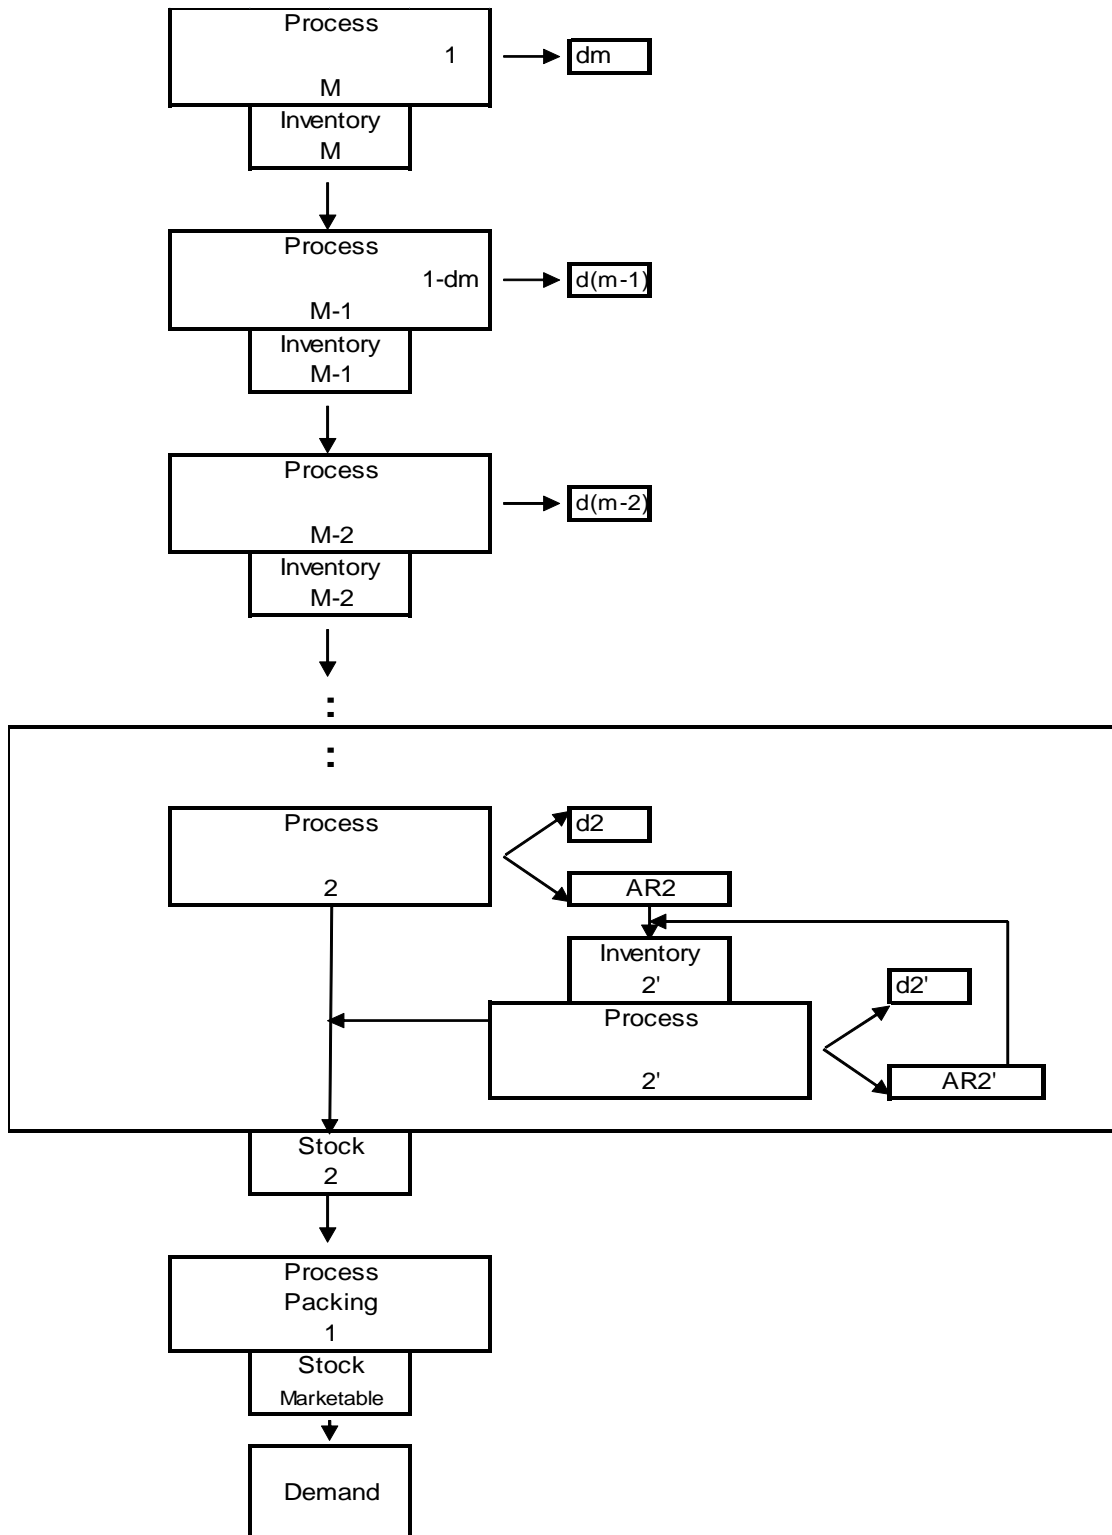 Process
1
dm
M
Inventory
M
Process
1-dm
d(m-1)
M-1
Inventory
M-1
Process
d(m-2)
M-2
Inventory
M-2
:
:
Process
d2
2
AR2
Inventory
2'
d2'
Process
2'
AR2'
Stock
2
Process
Packing
1
Stock
Marketable
Demand